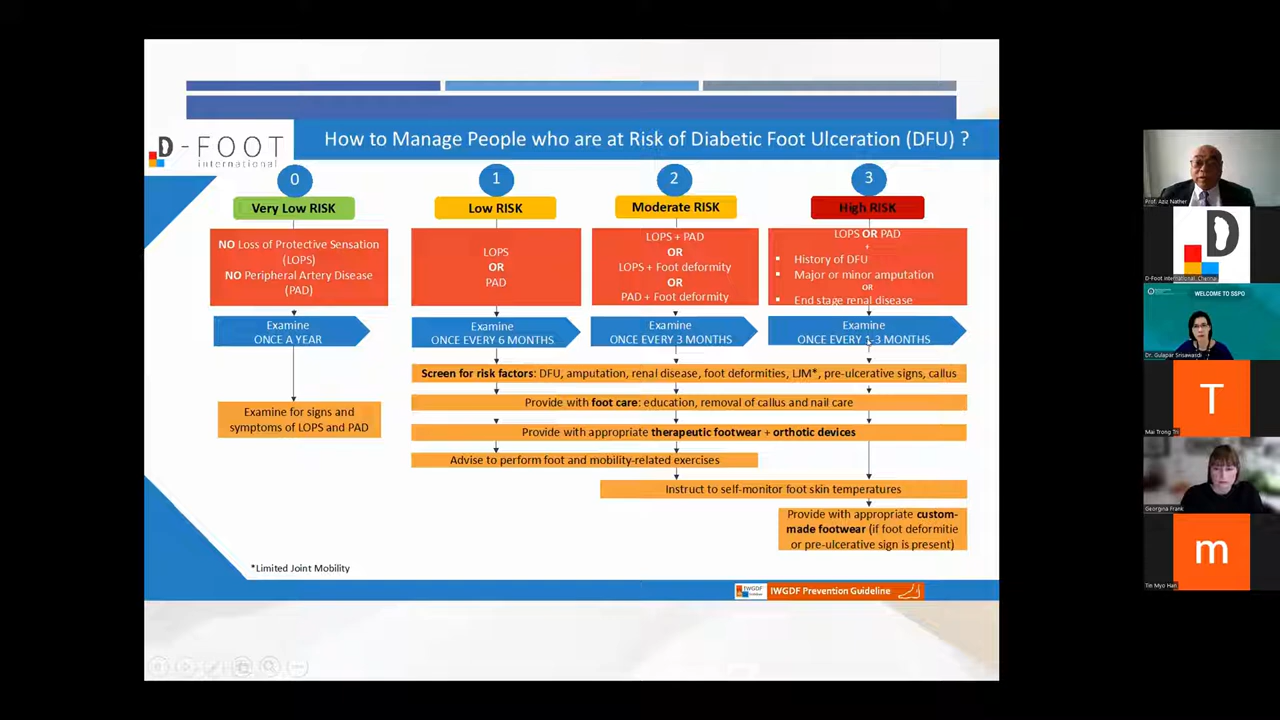 D-FOOT
international
How to Manage People who are at Risk of Diabetic Foot Ulceration (DFU) ?
0
Very Low RISK
NO Loss of Protective Sensation
(LOPS)
NO Peripheral Artery Disease
(PAD)
Examine
ONCE A YEAR
Examine for signs and
symptoms of LOPS and PAD
1
Low RISK
LOPS
OR
PAD
Examine
ONCE EVERY 6 MONTHS
2
Moderate RISK
LOPS + PAD
OR
LOPS + Foot deformity
OR
PAD + Foot deformity
Examine
ONCE EVERY 3 MONTHS
3
High RISK
LOPS OR PAD
+
▪ History of DFU
▪ Major or minor amputation
OR
▪ End stage renal disease
Examine
ONCE EVERY 1-3 MONTHS
Screen for risk factors: DFU, amputation, renal disease, foot deformities, LJM*, pre-ulcerative signs, callus
Provide with foot care: education, removal of callus and nail care
Provide with appropriate therapeutic footwear + orthotic devices
Advise to perform foot and mobility-related exercises
Instruct to self-monitor foot skin temperatures
Provide with appropriate custom-
made footwear (if foot deformitie
or pre-ulcerative sign is present)
*Limited Joint Mobility
IWGDF
IWGDF Prevention Guideline
Prof. Aziz Nather
D
D-Foot International, Chennai
WELCOME TO SSPO
Dr. Gulapar Srisawasdi
T
Mai Trong Tri
Georgina Frank
m
Tin Myo Han